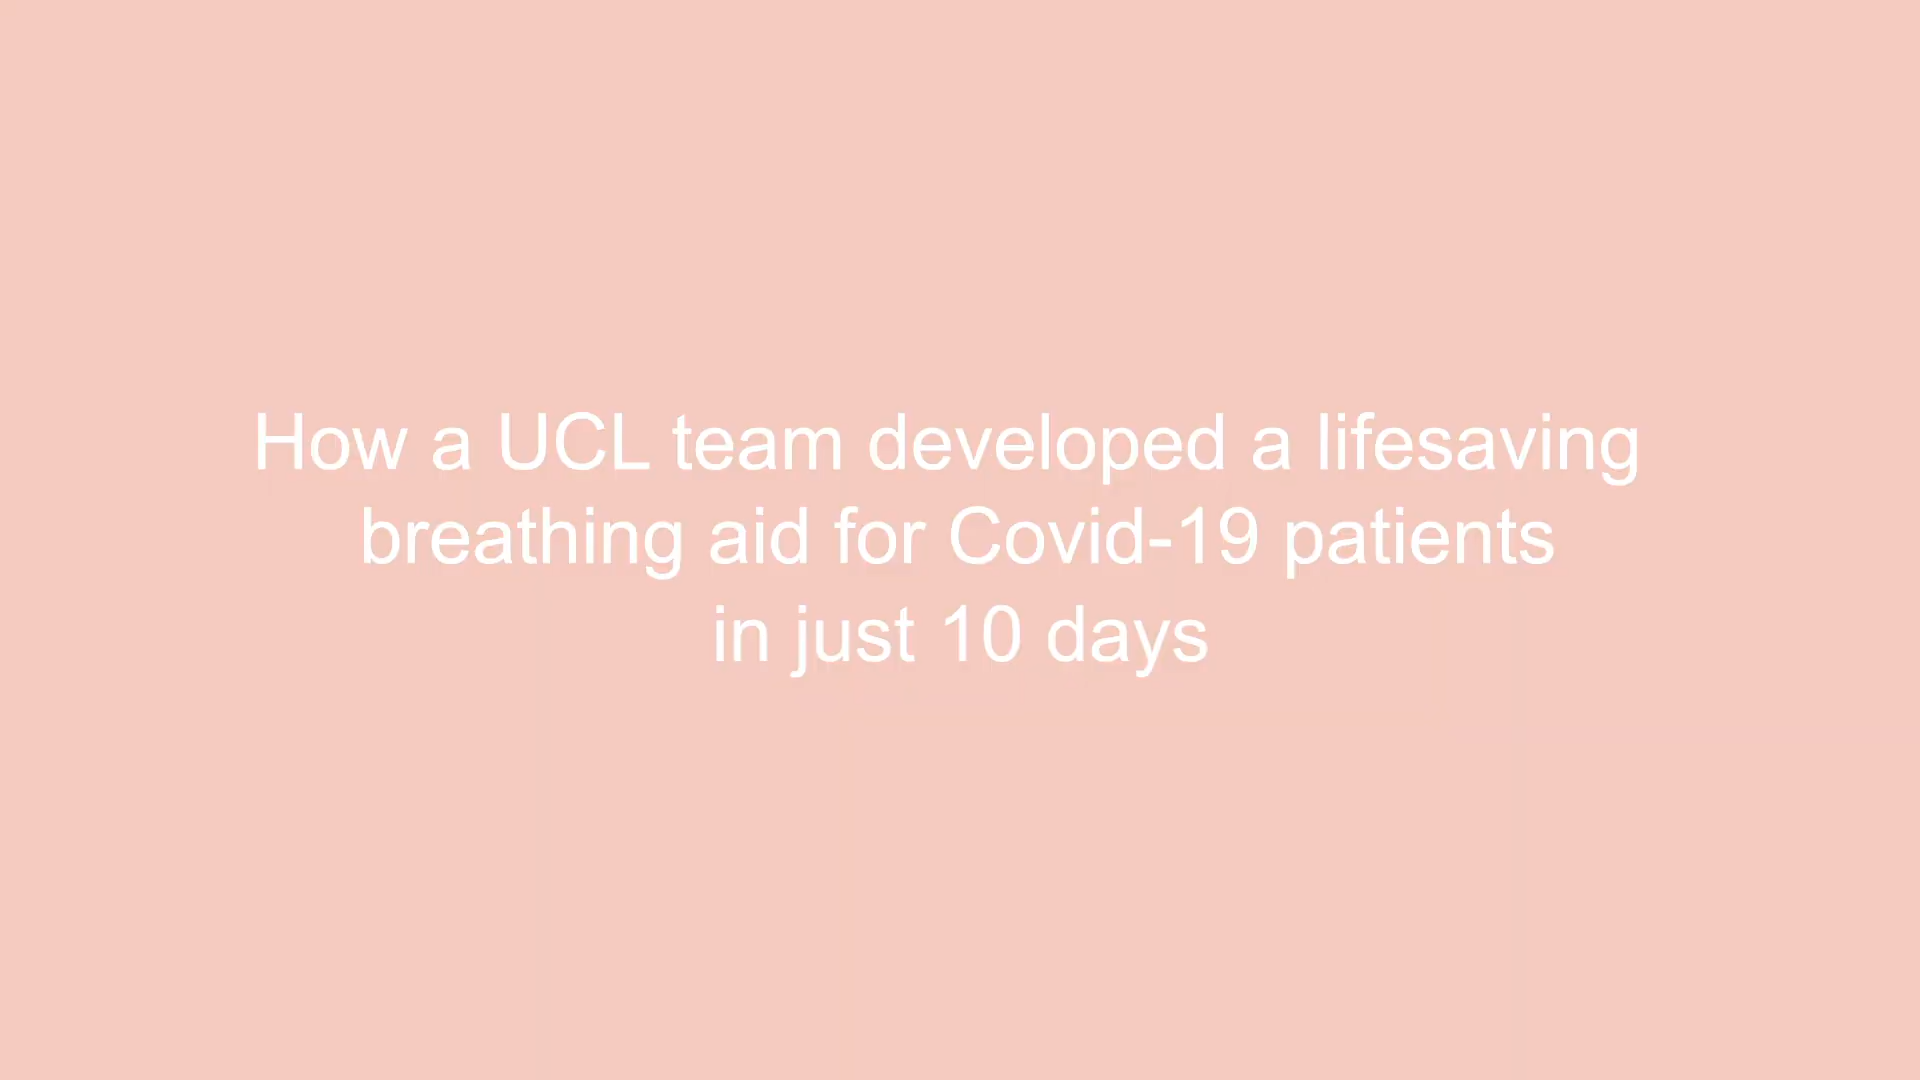 How a UCL team developed a lifesaving
breathing aid for Covid-19 patients
in just 10 days